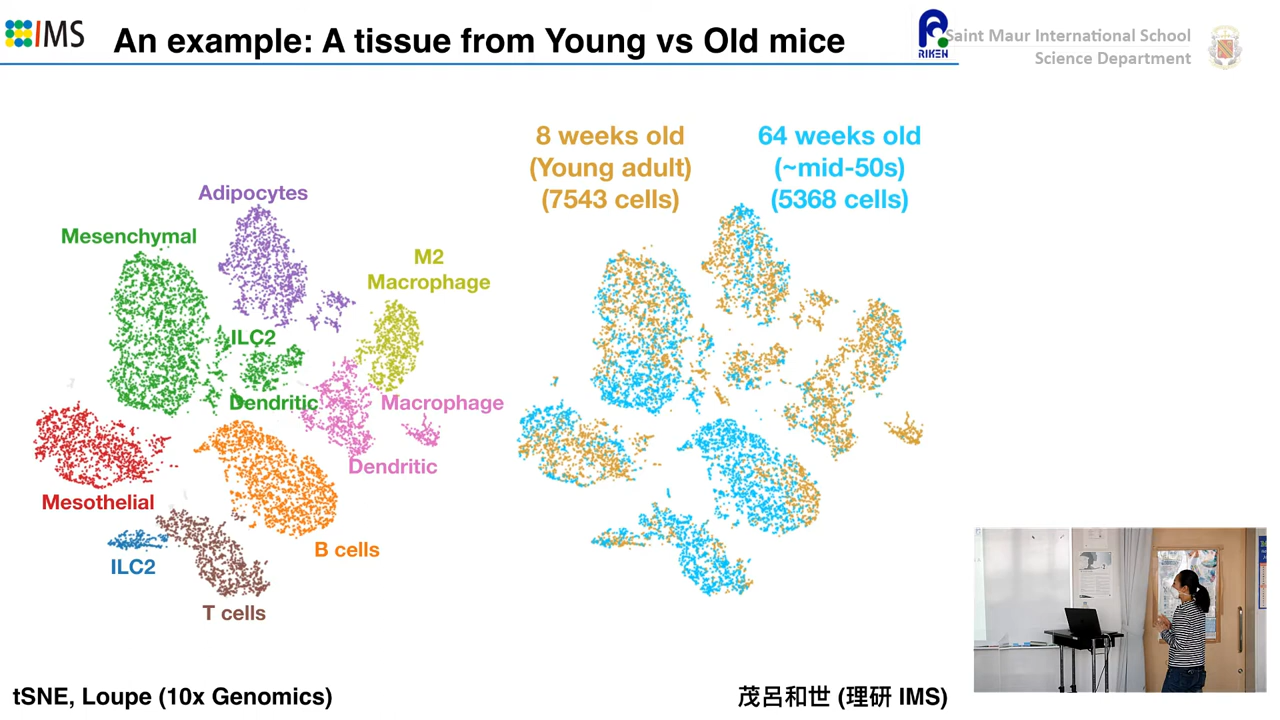 IMS
An example: A tissue from Young vs Old mice
RIKEN
Saint Maur International School
Science Department
8 weeks old
(Young adult)
(7543 cells)
64 weeks old
(~mid-50s)
(5368 cells)
Adipocytes
Mesenchymal
M2
Macrophage
ILC2
Dendritic
Macrophage
Dendritic
Mesothelial
B cells
ILC2
T cells
tSNE, Loupe (10x Genomics)
茂呂和世 (理研 IMS)